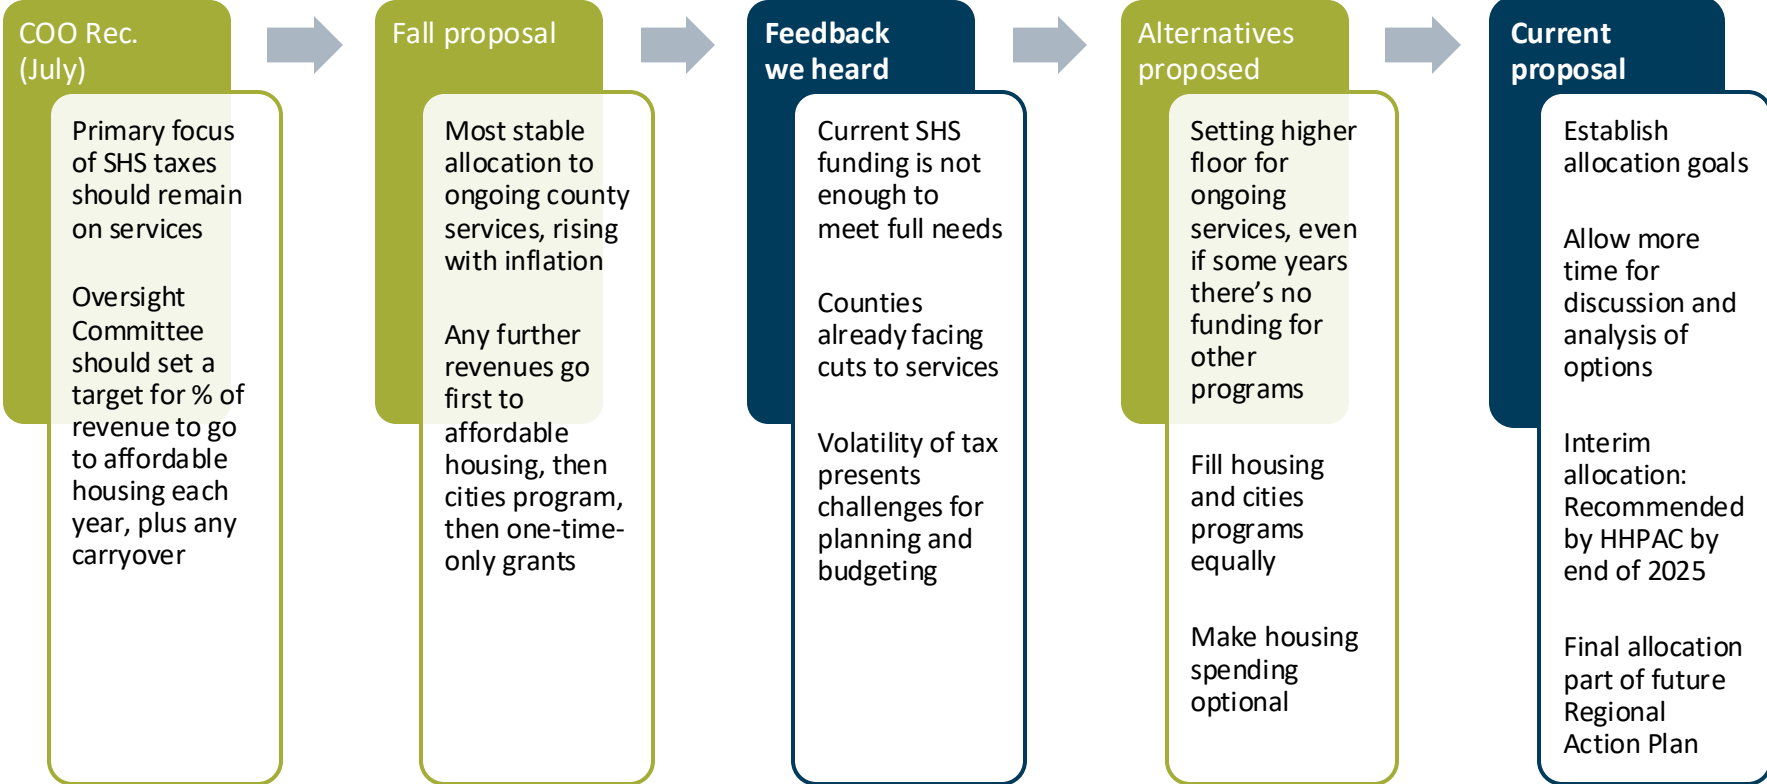 COO Rec.
(July)
Primary focus
of SHS taxes
should remain
on services
Oversight
Committee
should set a
target for % of
revenue to go
to affordable
housing each
year, plus any
carryover
Fall proposal
Most stable
allocation to
ongoing county
services, rising
with inflation
Any further
revenues go
first to
affordable
housing, then
cities program,
then one-time-
only grants
Feedback
we heard
Current SHS
funding is not
enough to
meet full needs
Counties
already facing
cuts to services
Volatility of tax
presents
challenges for
planning and
budgeting
Alternatives
proposed
Setting higher
floor for
ongoing
services, even
if some years
there’s no
funding for
other
programs
Fill housing
and cities
programs
equally
Make housing
spending
optional
Current
proposal
Establish
allocation goals
Allow more
time for
discussion and
analysis of
options
Interim
allocation:
Recommended
by HHPAC by
end of 2025
Final allocation
part of future
Regional
Action Plan